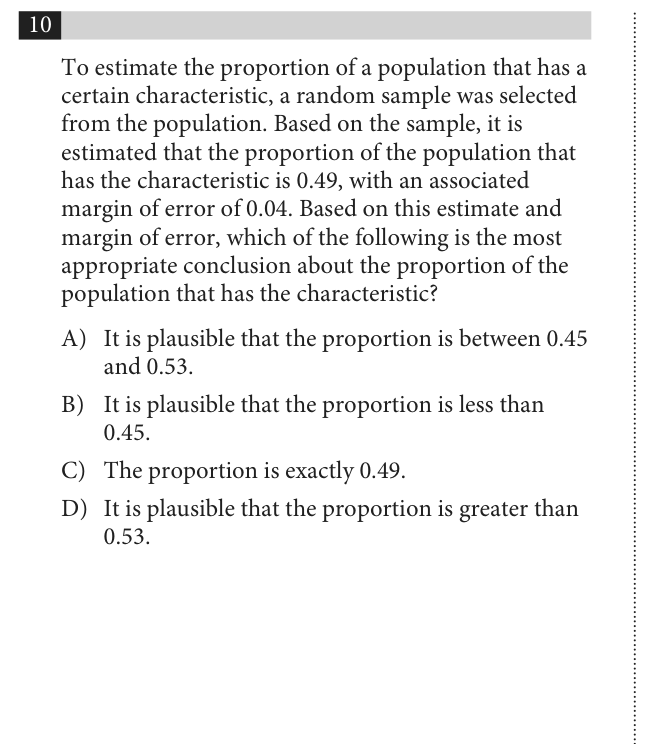 10
To estimate the proportion of a population that has a
certain characteristic, a random sample was selected
from the population. Based on the sample, it is
estimated that the proportion of the population that
has the characteristic is 0.49, with an associated
margin of error of 0.04. Based on this estimate and
margin of error, which of the following is the most
appropriate conclusion about the proportion of the
population that has the characteristic?
A) It is plausible that the proportion is between 0.45
and 0.53.
B) It is plausible that the proportion is less than
0.45.
C) The proportion is exactly 0.49.
D) It is plausible that the proportion is greater than
0.53.